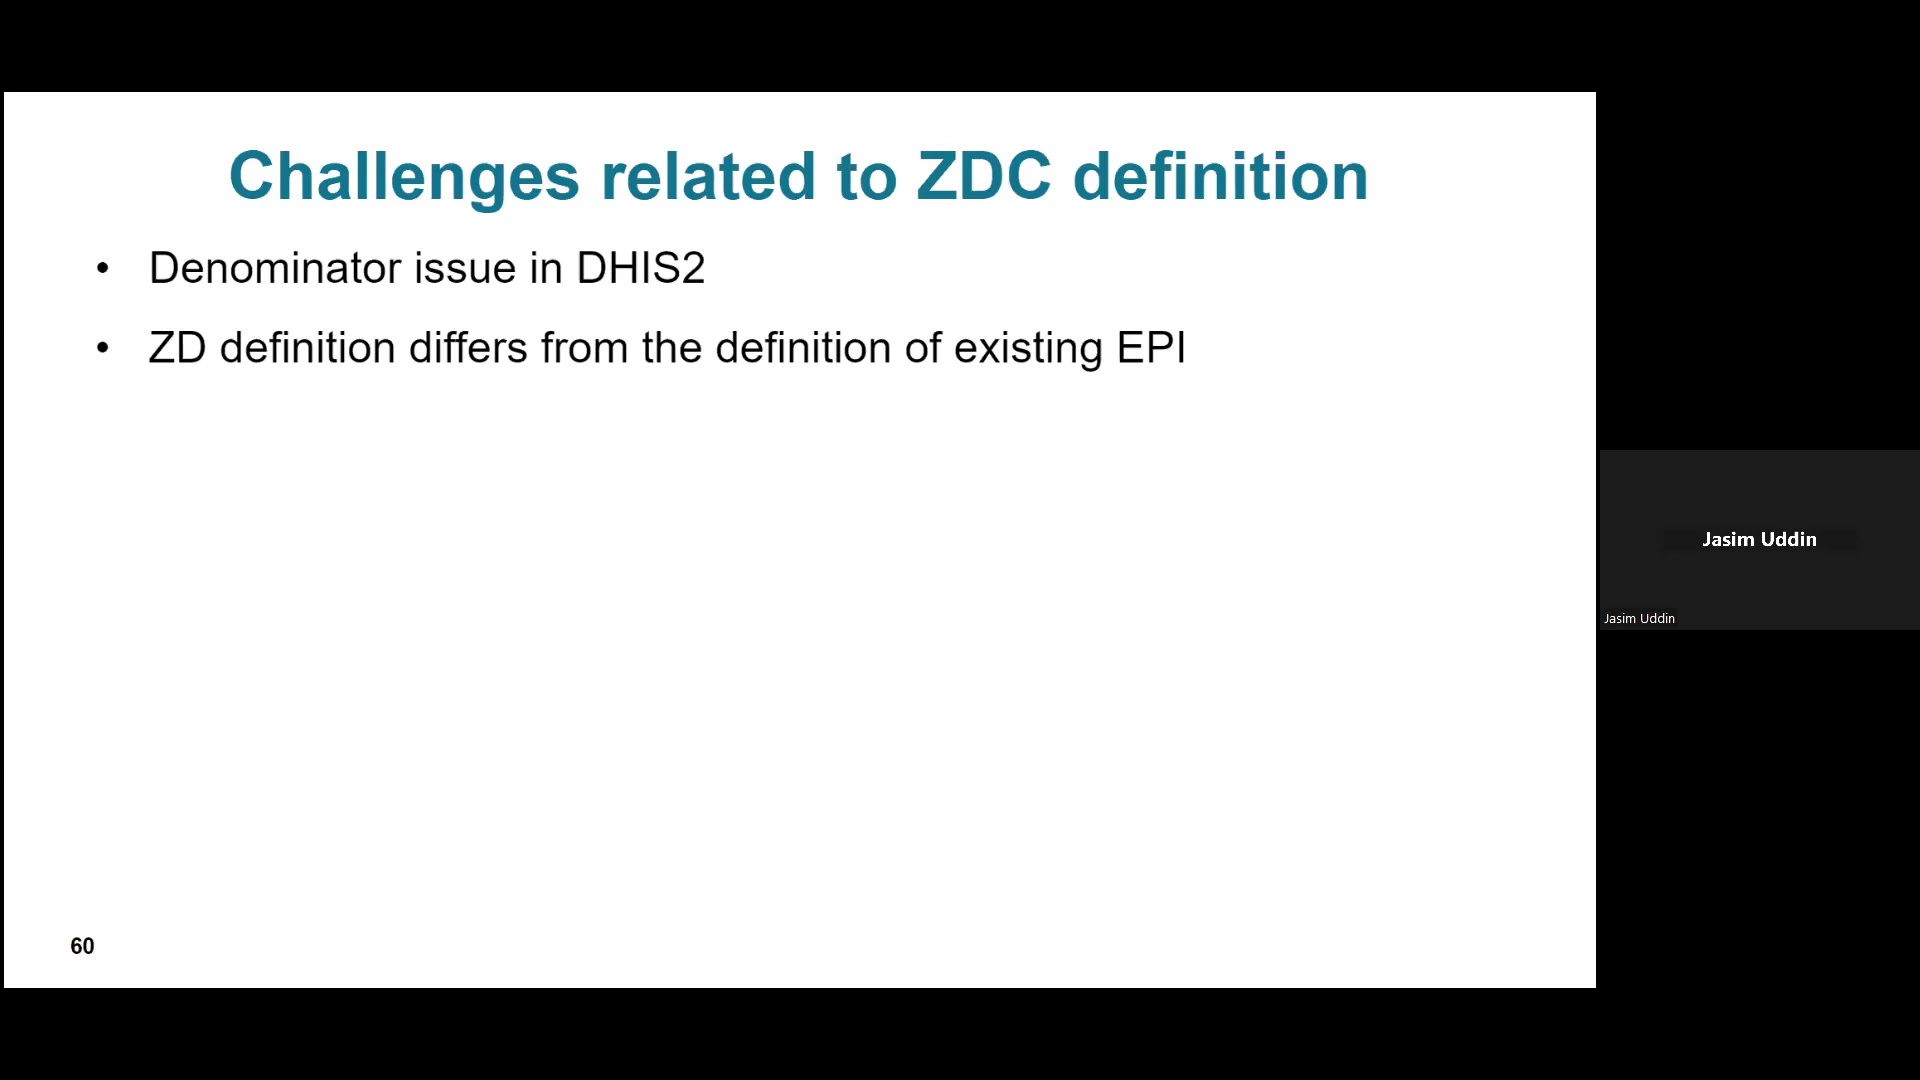 Challenges related to ZDC definition
• Denominator issue in DHIS2
• ZD definition differs from the definition of existing EPI
60
Jasim Uddin
Jasim Uddin